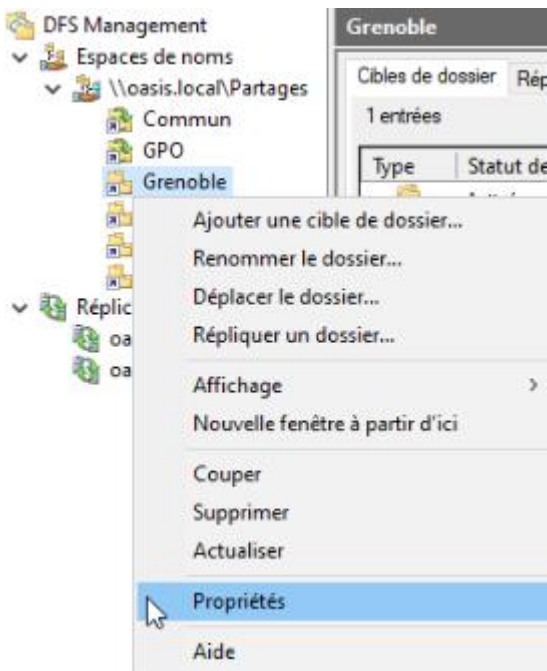 DFS Management
Espaces de noms
\\oasis.local\Partages
Commun
GPO
Grenoble
Réplic
oa
oa
Grenoble
Cibles de dossier Rép
1 entrées
Type Statut de
Ajouter une cible de dossier...
Renommer le dossier...
Déplacer le dossier...
Répliquer un dossier...
Affichage
Nouvelle fenêtre à partir d'ici
Couper
Supprimer
Actualiser
Propriétés
Aide